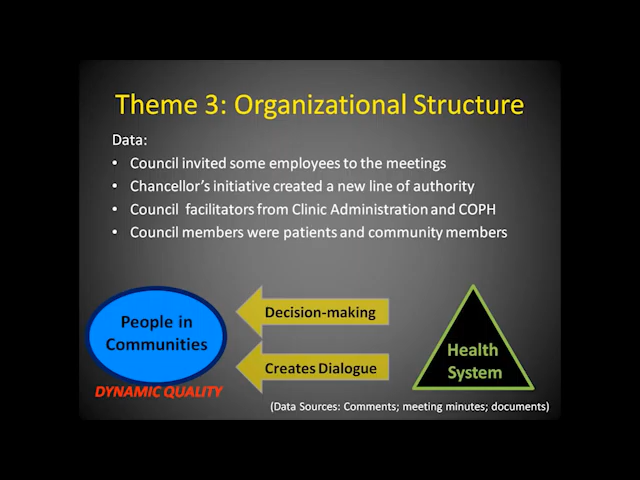 Theme 3: Organizational Structure
Data:
• Council invited some employees to the meetings
• Chancellor's initiative created a new line of authority
• Council facilitators from Clinic Administration and COPH
• Council members were patients and community members
People in
Communities
DYNAMIC QUALITY
Decision-making
Creates Dialogue
Health
System
(Data Sources: Comments; meeting minutes; documents)